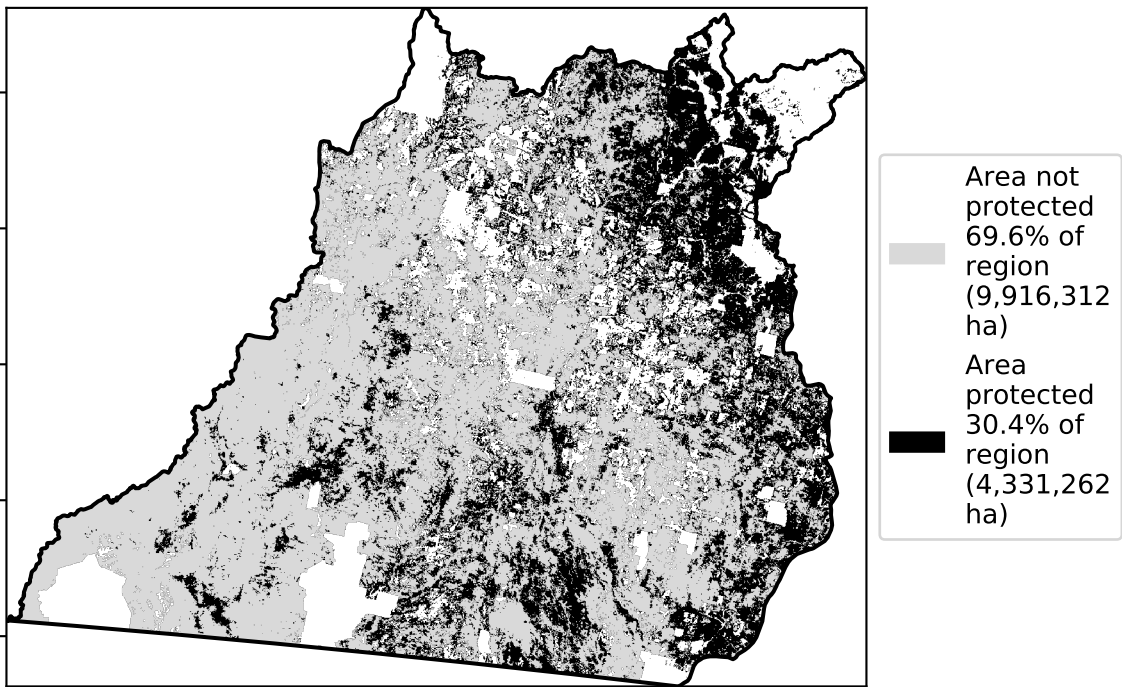 Area not
protected
69.6% of
region
(9,916,312
ha)
Area
protected
30.4% of
region
(4,331,262
ha)